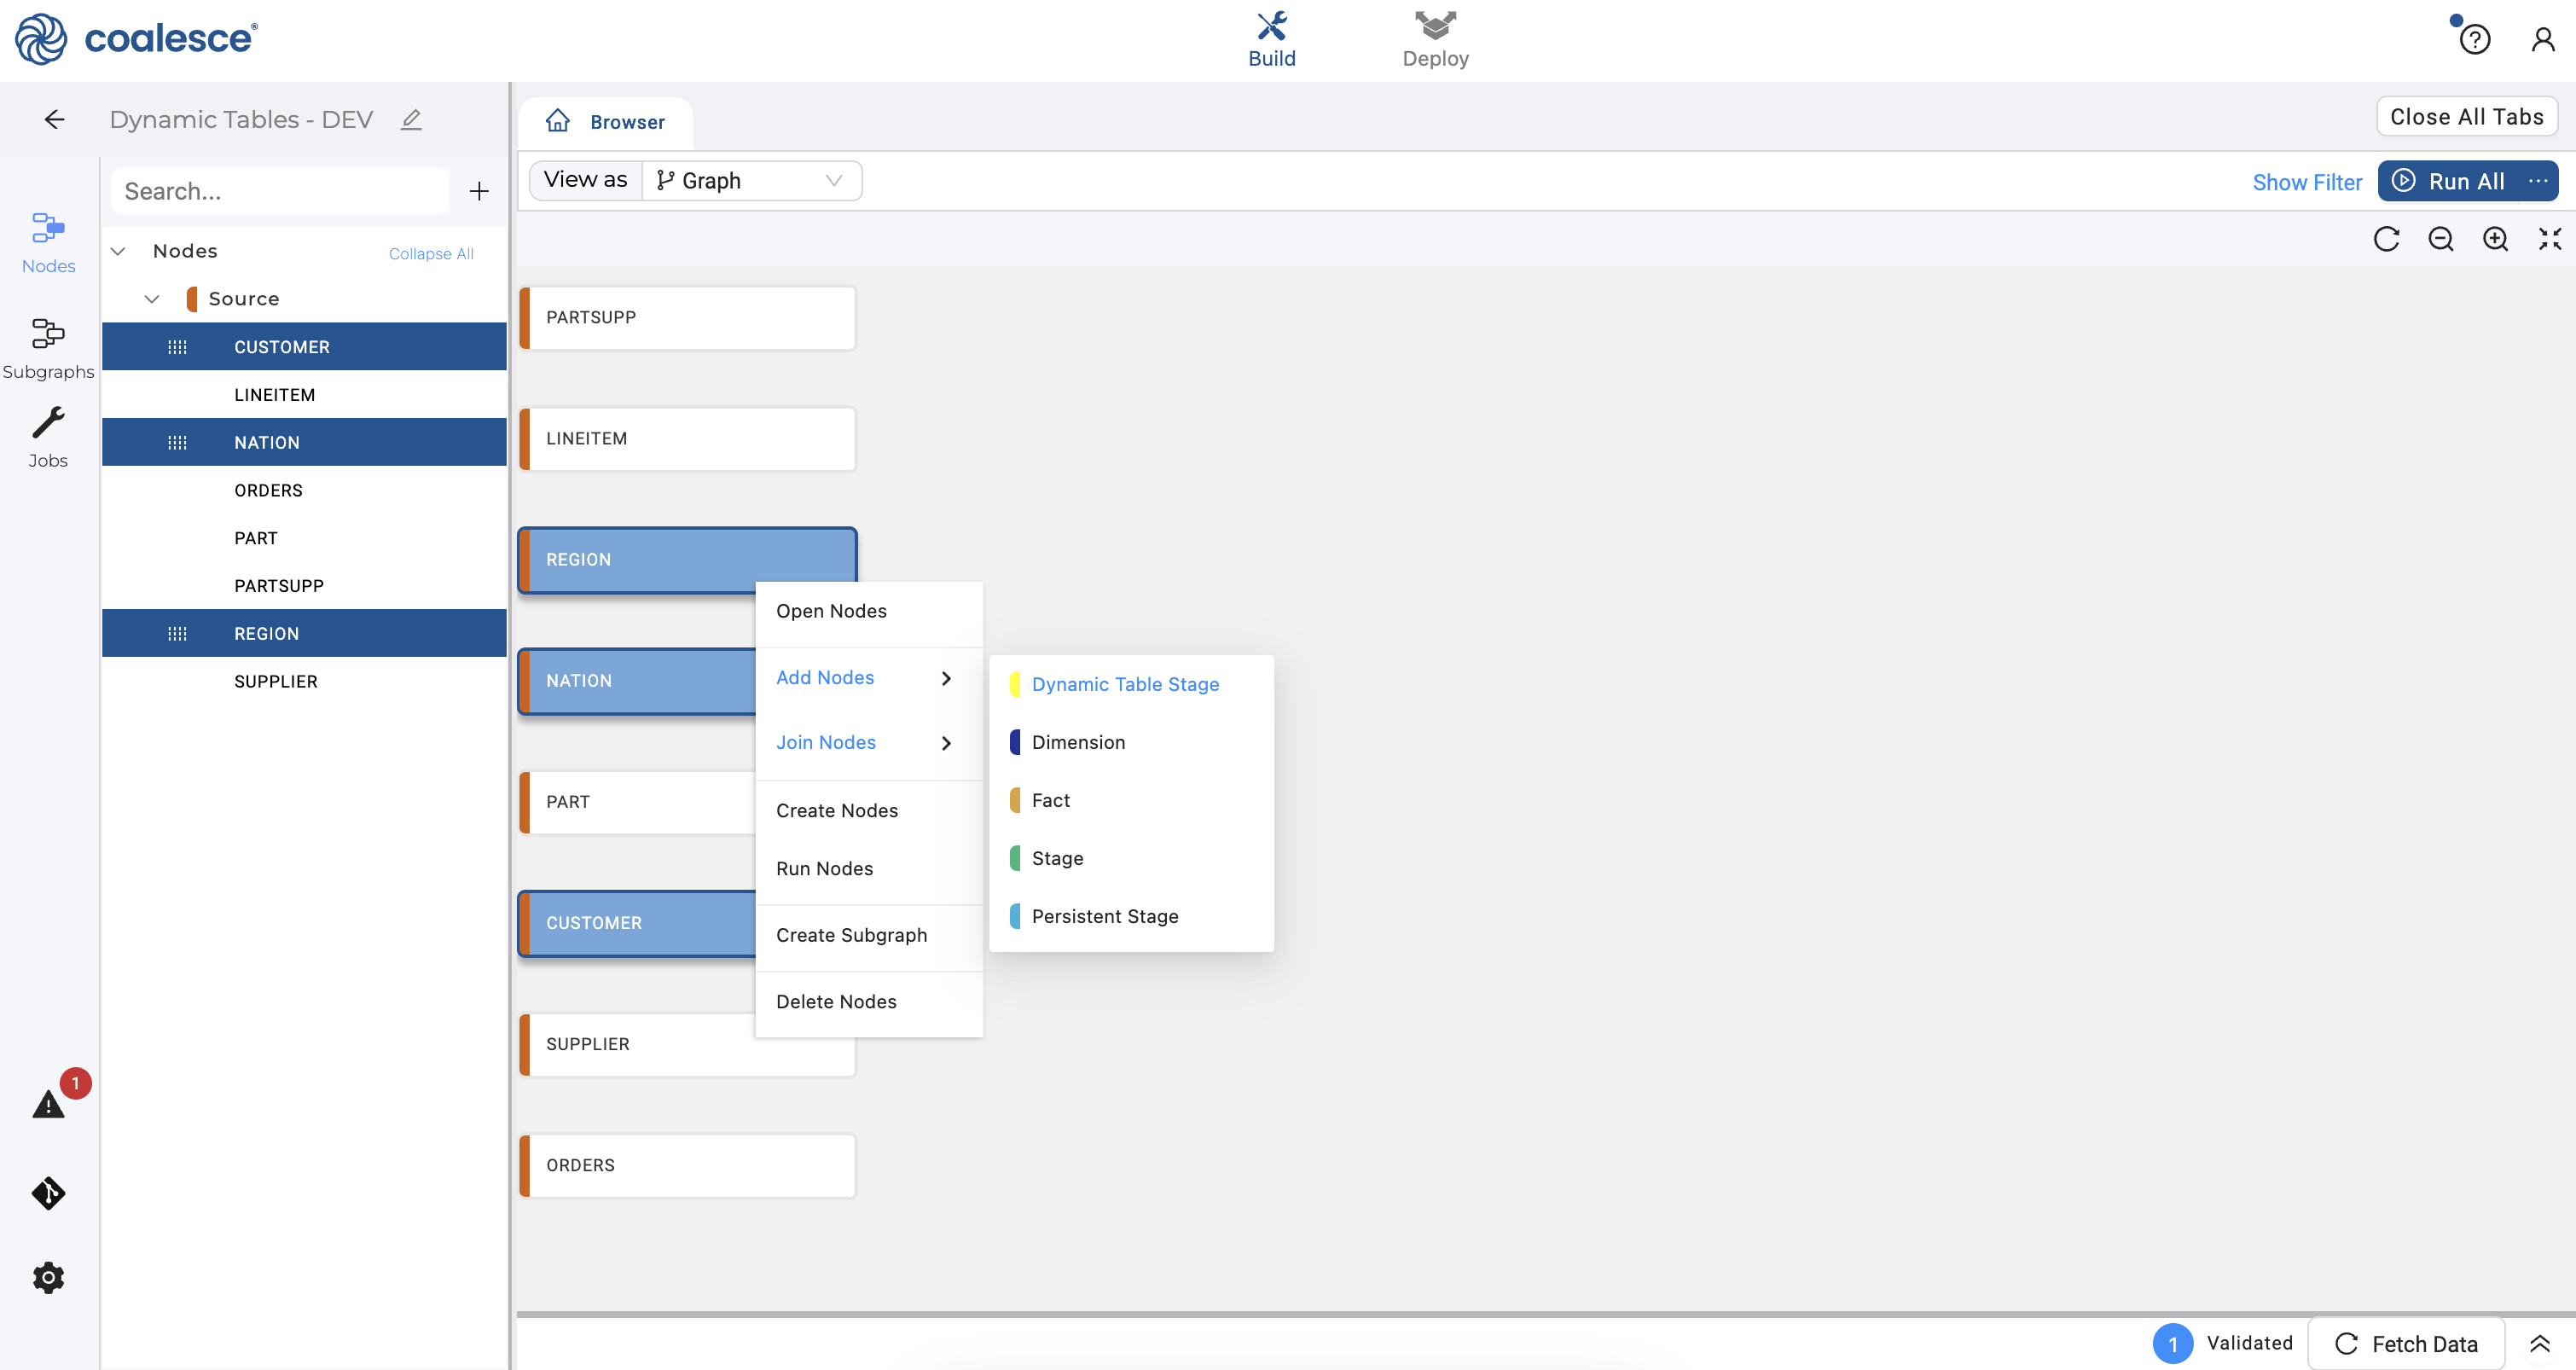 coalesce®
Build
Deploy
Dynamic Tables - DEV
Browser
Close All Tabs
Search...
View as
Graph
Show Filter
Run All
Nodes
Subgraphs
Jobs
1
Nodes
Collapse All
Source
CUSTOMER
LINEITEM
NATION
ORDERS
PART
PARTSUPP
REGION
SUPPLIER
PARTSUPP
LINEITEM
REGION
NATION
PART
CUSTOMER
SUPPLIER
ORDERS
Open Nodes
Add Nodes
Join Nodes
Create Nodes
Run Nodes
Create Subgraph
Delete Nodes
Dynamic Table Stage
Dimension
Fact
Stage
Persistent Stage
1 Validated
Fetch Data